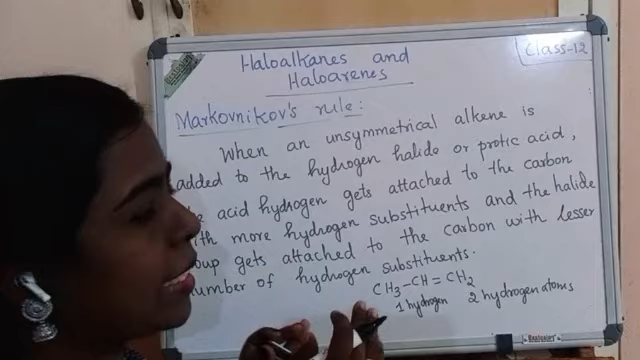 Haloalkanes and
Haloarenes
Class-12
Markovnikov's rule:
When an unsymmetrical alkene is
added to the hydrogen halide or protic acid,
acid hydrogen gets attached to the carbon
with more hydrogen substituents and the halide
gets attached to the carbon with lesser
number of hydrogen substituents.
CH3-CH=CH2
1 hydrogen 2 hydrogen atoms